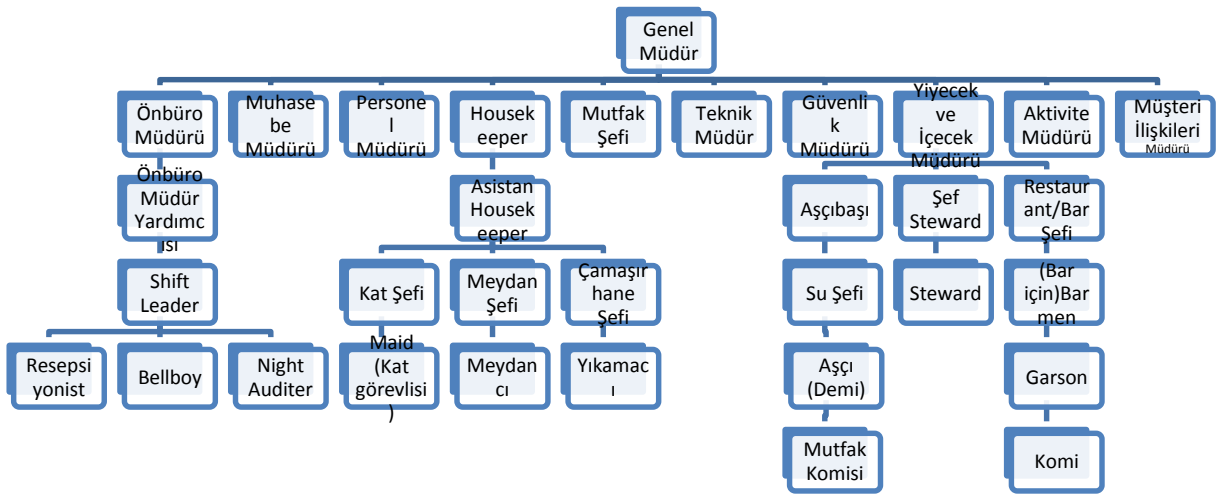 Genel
Müdür
Önbüro
Müdürü
Muhase
be
Müdürü
Persone
l
Müdürü
Housek
eeper
Mutfak
Şefi
Teknik
Müdür
Güvenli
k
Müdürü
Yiyecek
ve
İçecek
Müdürü
Aktivite
Müdürü
Müşteri
İlişkileri
Müdürü
Önbüro
Müdür
Yardımc
ısı
Asistan
Housek
eeper
Aşçıbaşı
Şef
Steward
Restaur
ant/Bar
Şefi
Shift
Leader
Kat Şefi
Meydan
Şefi
Çamaşır
hane
Şefi
Su Şefi
Steward
(Bar
için)Bar
men
Resepsi
yonist
Bellboy
Night
Auditer
Maid
(Kat
görevlisi
)
Meydan
cı
Yıkamac
ı
Aşçı
(Demi)
Garson
Mutfak
Komisi
Komi